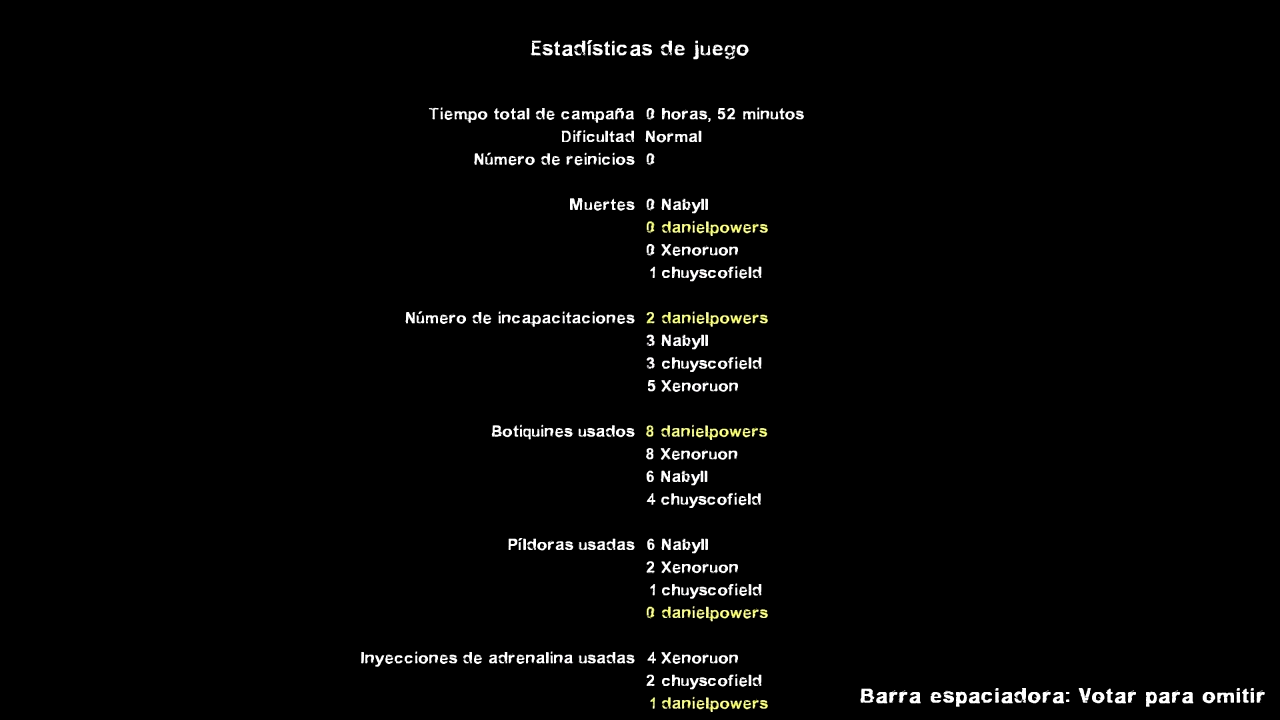 Estadísticas de juego
Tiempo total de campaña 0 horas, 52 minutos
Dificultad Normal
Número de reinicios 0
Muertes 0 Nabyll
0 danielpowers
0 Xenoruon
1 chuyscofield
Número de incapacitaciones 2 danielpowers
3 Nabyll
3 chuyscofield
5 Xenoruon
Botiquines usados 8 danielpowers
8 Xenoruon
6 Nabyll
4 chuyscofield
Píldoras usadas 6 Nabyll
2 Xenoruon
1 chuyscofield
0 danielpowers
Inyecciones de adrenalina usadas 4 Xenoruon
2 chuyscofield
1 danielpowers
Barra espaciadora: Votar para omitir